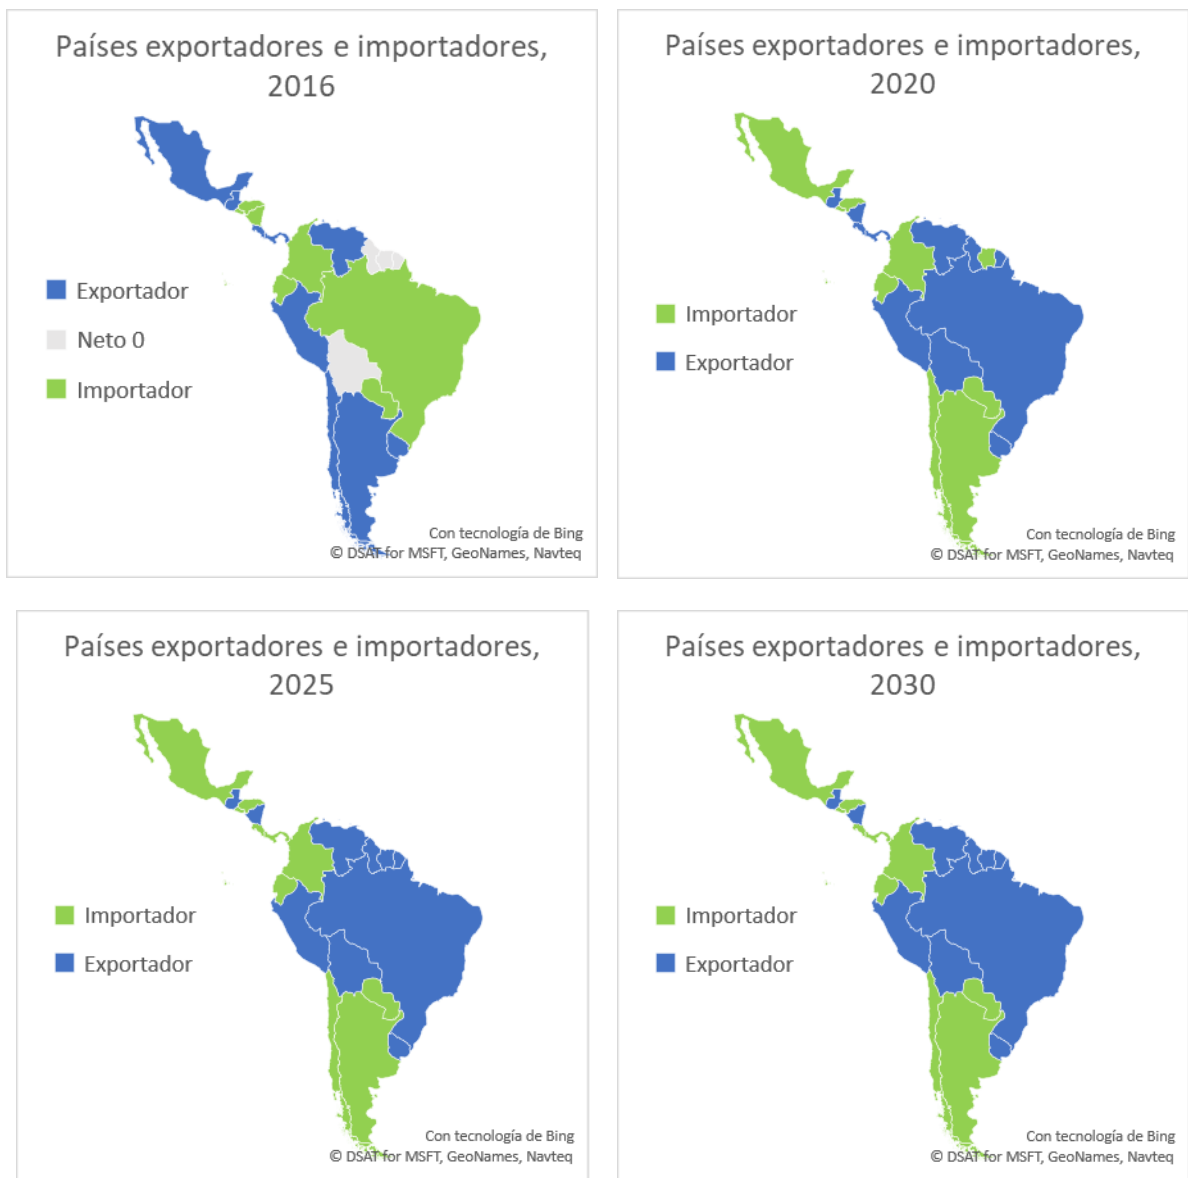 Países exportadores e importadores,
2016
Exportador
Neto 0
Importador
Con tecnología de Bing
© DSAT for MSFT, GeoNames, Navteq
Países exportadores e importadores,
2020
Importador
Exportador
Con tecnología de Bing
© DSAT for MSFT, GeoNames, Navteq
Países exportadores e importadores,
2025
Importador
Exportador
Con tecnología de Bing
© DSAT for MSFT, GeoNames, Navteq
Países exportadores e importadores,
2030
Importador
Exportador
Con tecnología de Bing
© DSAT for MSFT, GeoNames, Navteq